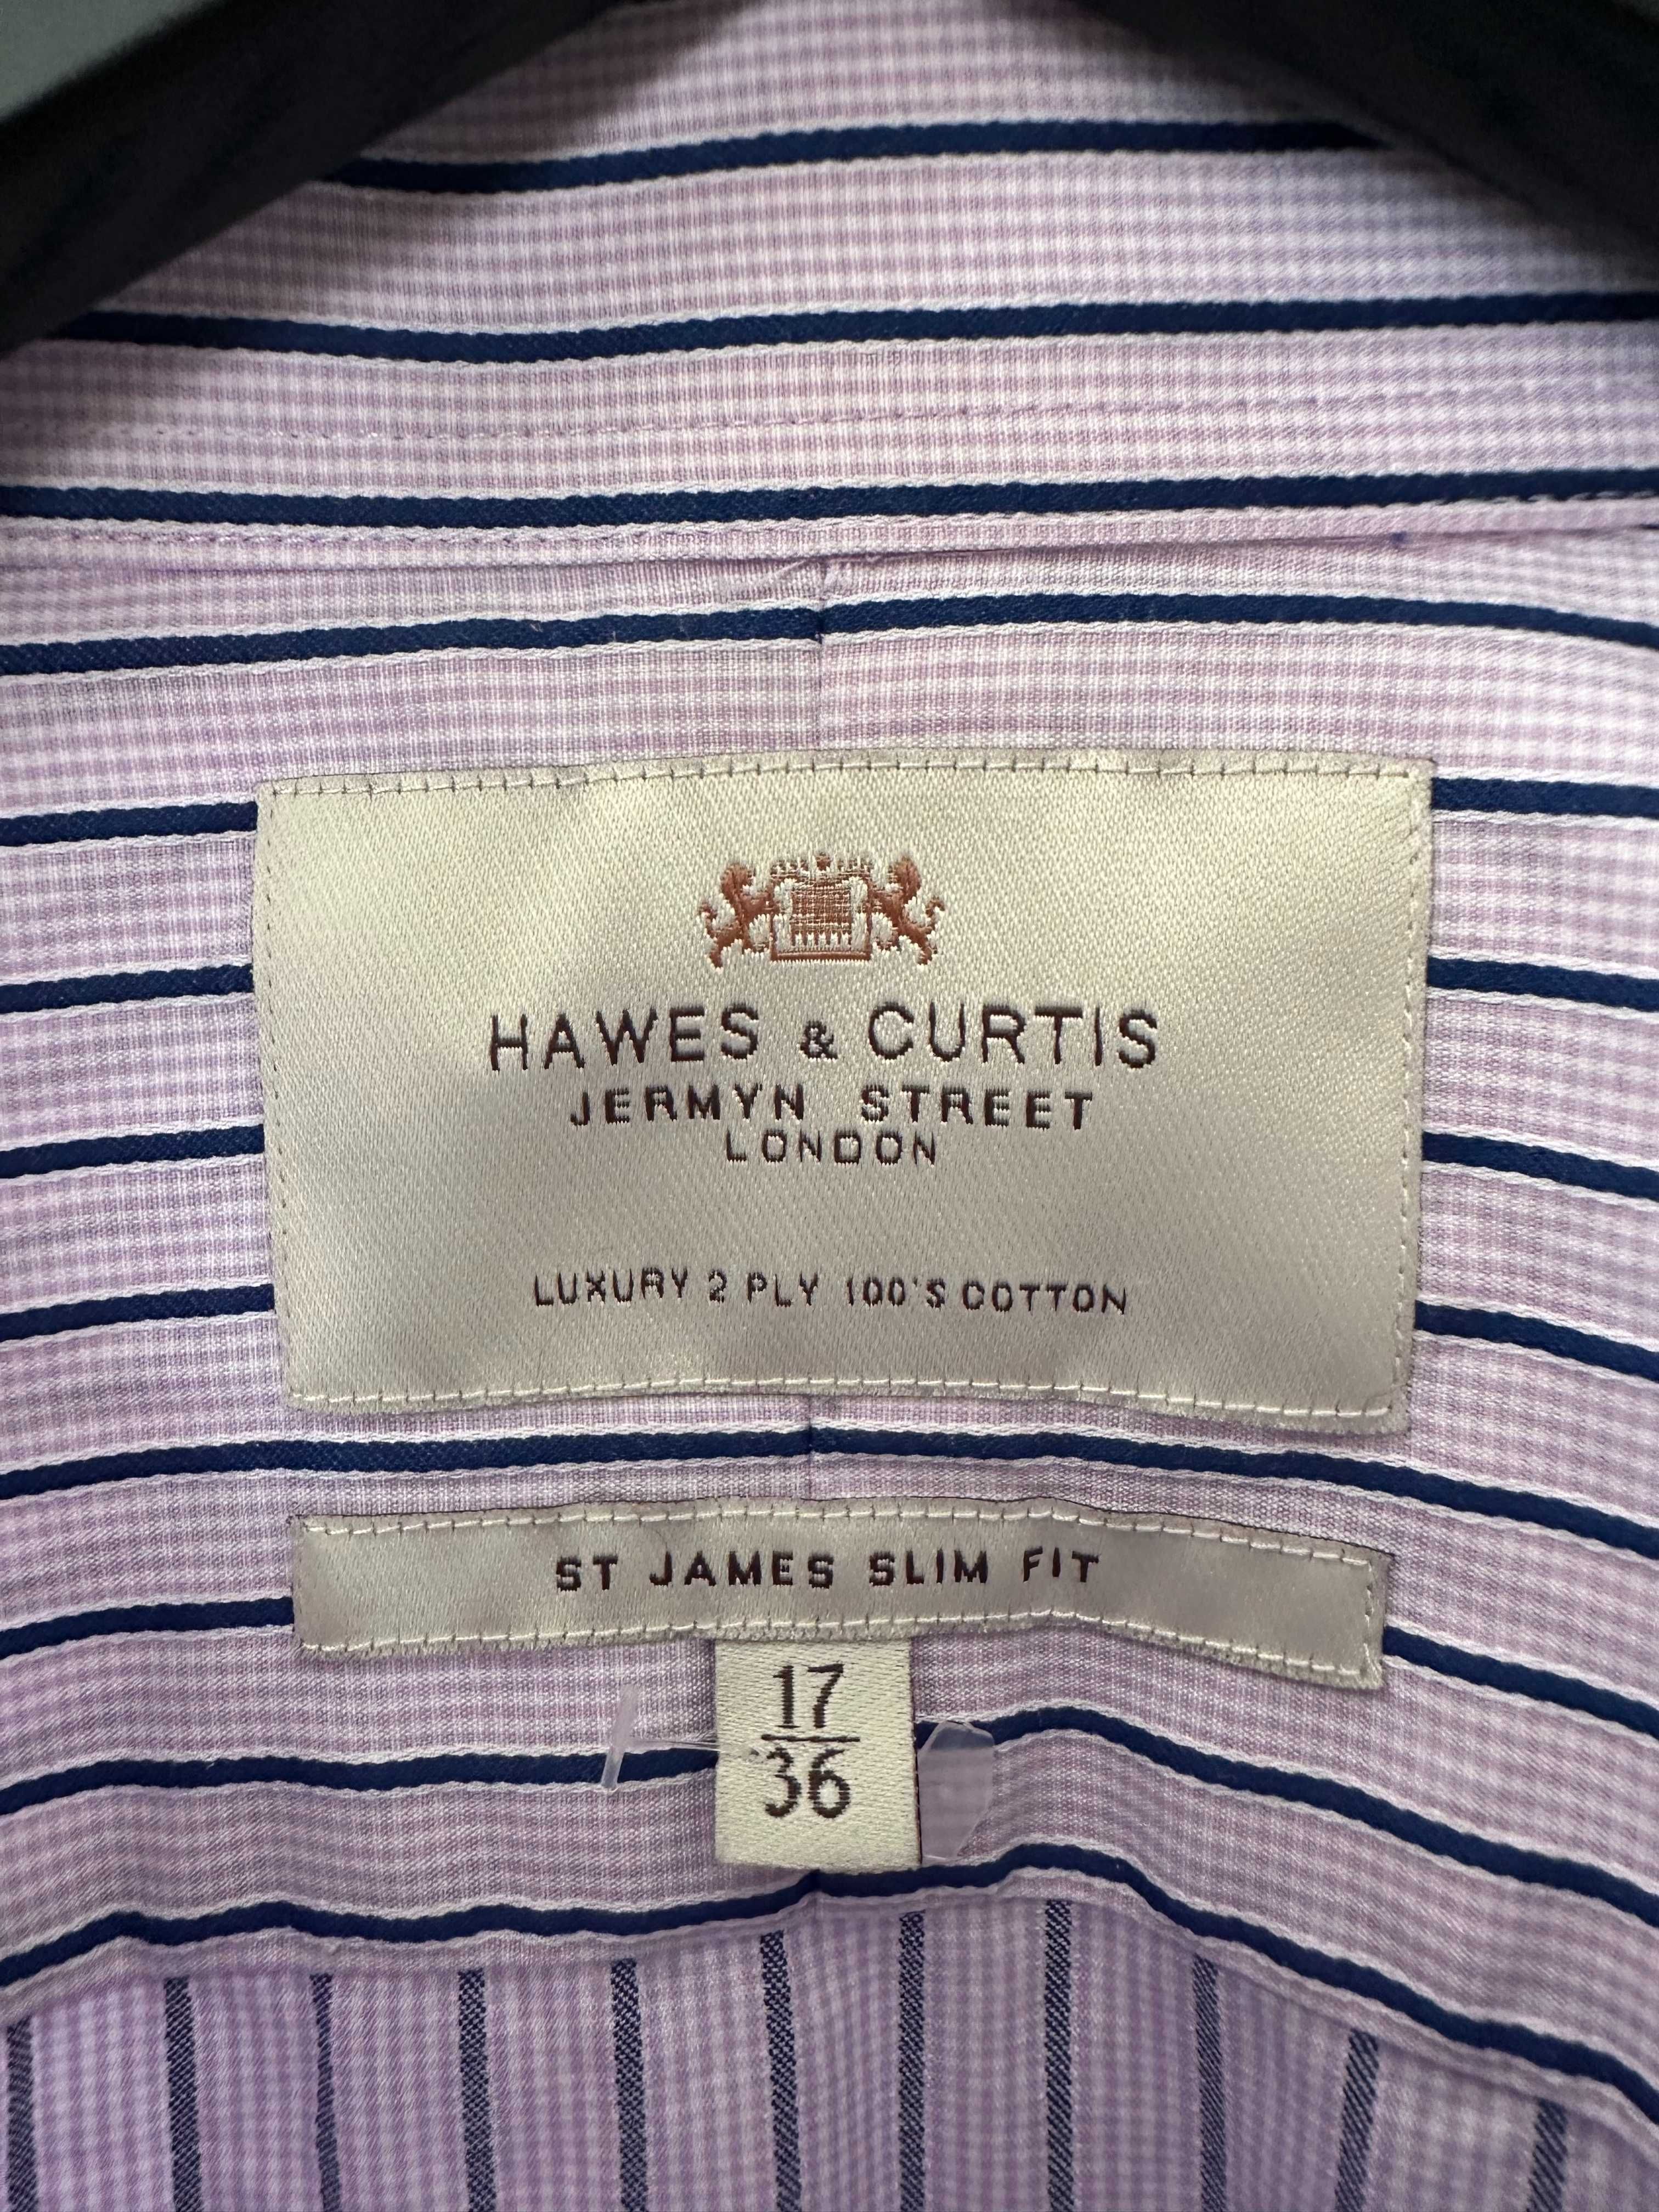 HAWES & CURTIS
JERMYN STREET
LONDON
LUXURY 2 PLY 100'S COTTON
ST JAMES SLIM FIT
17
36